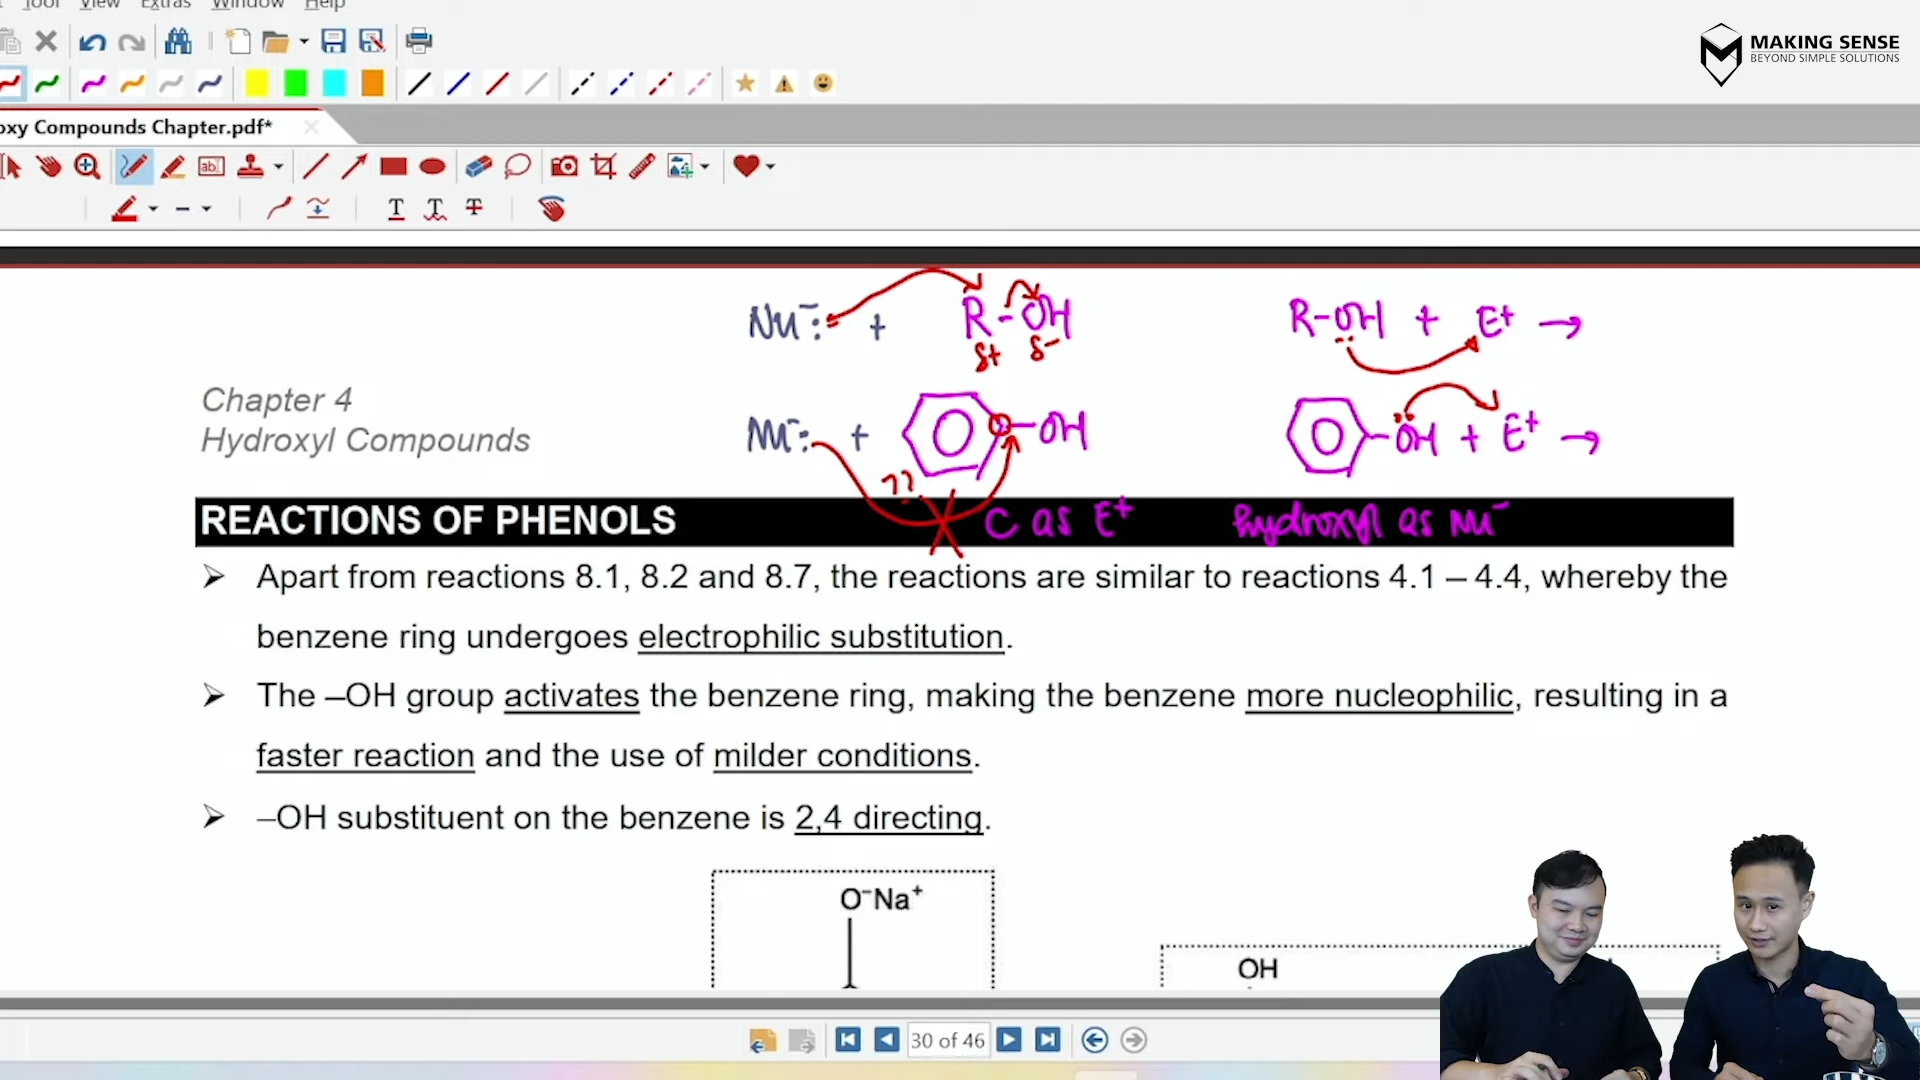 Tool View Extras Window Help
MAKING SENSE
BEYOND SIMPLE SOLUTIONS
oxy Compounds Chapter.pdf*
Nu⁻: + R-OH
δ+ δ-
R-OH + E+ →
Nu⁻: + -OH
-OH + E+ →
??
Chapter 4
Hydroxyl Compounds
REACTIONS OF PHENOLS
C as E+
hydroxyl as Nu⁻
➢ Apart from reactions 8.1, 8.2 and 8.7, the reactions are similar to reactions 4.1 – 4.4, whereby the
benzene ring undergoes electrophilic substitution.
➢ The –OH group activates the benzene ring, making the benzene more nucleophilic, resulting in a
faster reaction and the use of milder conditions.
➢ –OH substituent on the benzene is 2,4 directing.
O⁻Na⁺
OH
30 of 46